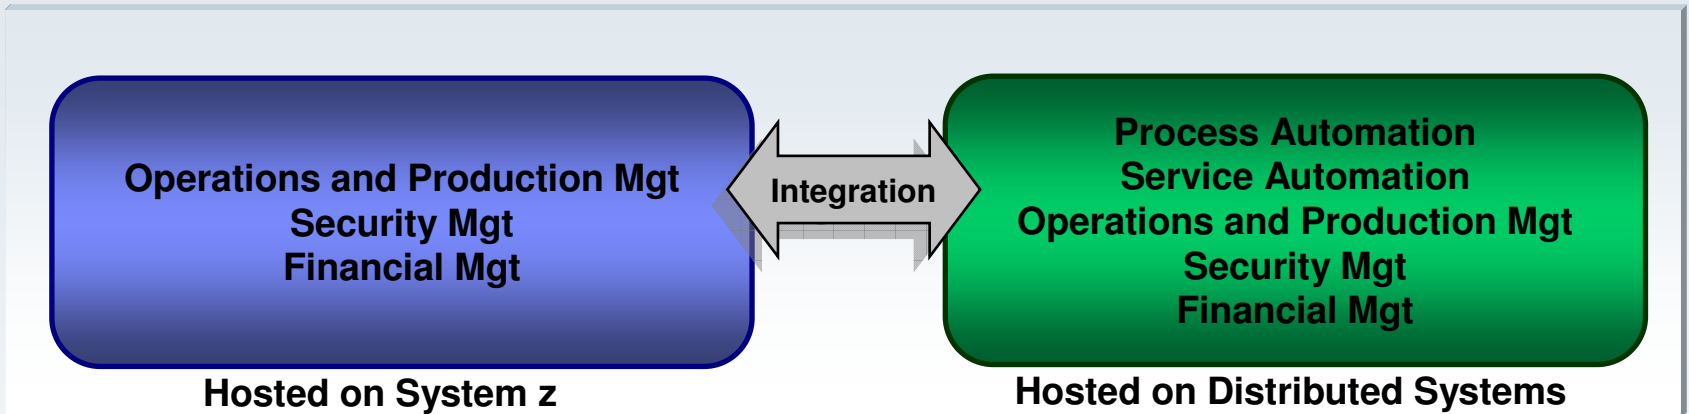 Operations and Production Mgt
Security Mgt
Financial Mgt
Integration
Process Automation
Service Automation
Operations and Production Mgt
Security Mgt
Financial Mgt
Hosted on System z
Hosted on Distributed Systems